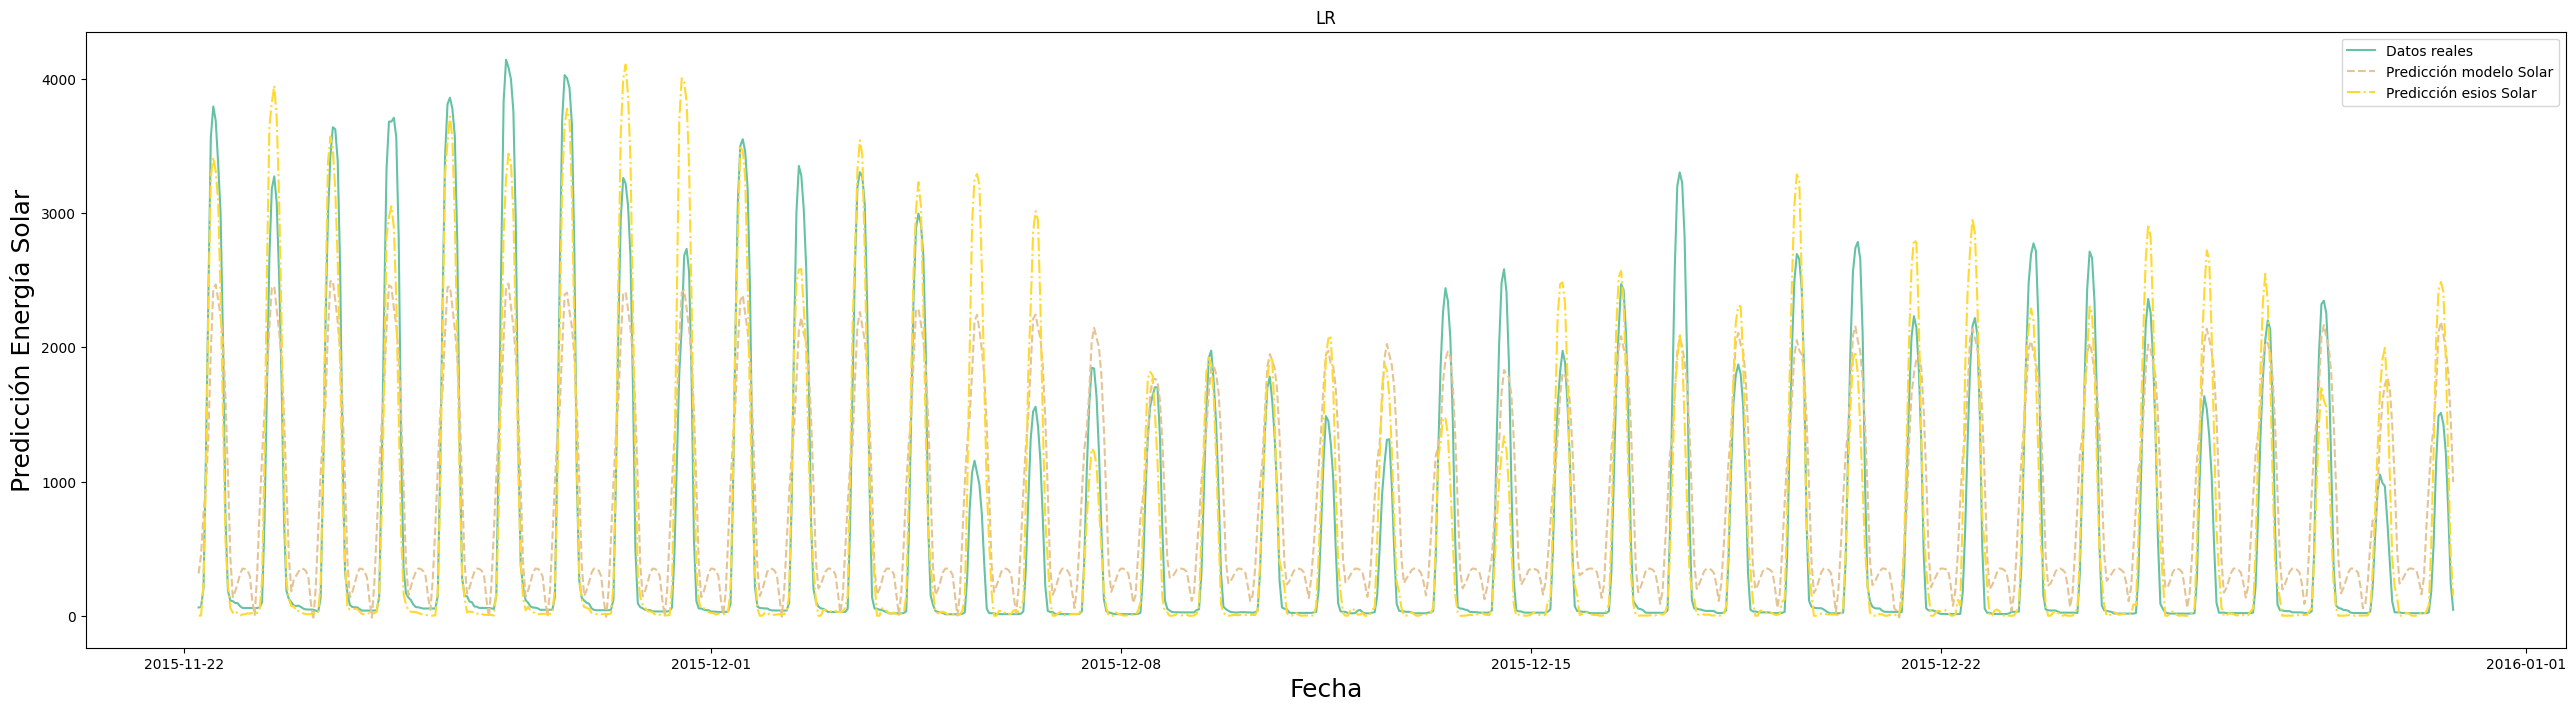 LR
Datos reales
Predicción modelo Solar
Predicción esios Solar
Predicción Energía Solar
4000
3000
2000
1000
0
2015-11-22
2015-12-01
2015-12-08
2015-12-15
2015-12-22
2016-01-01
Fecha